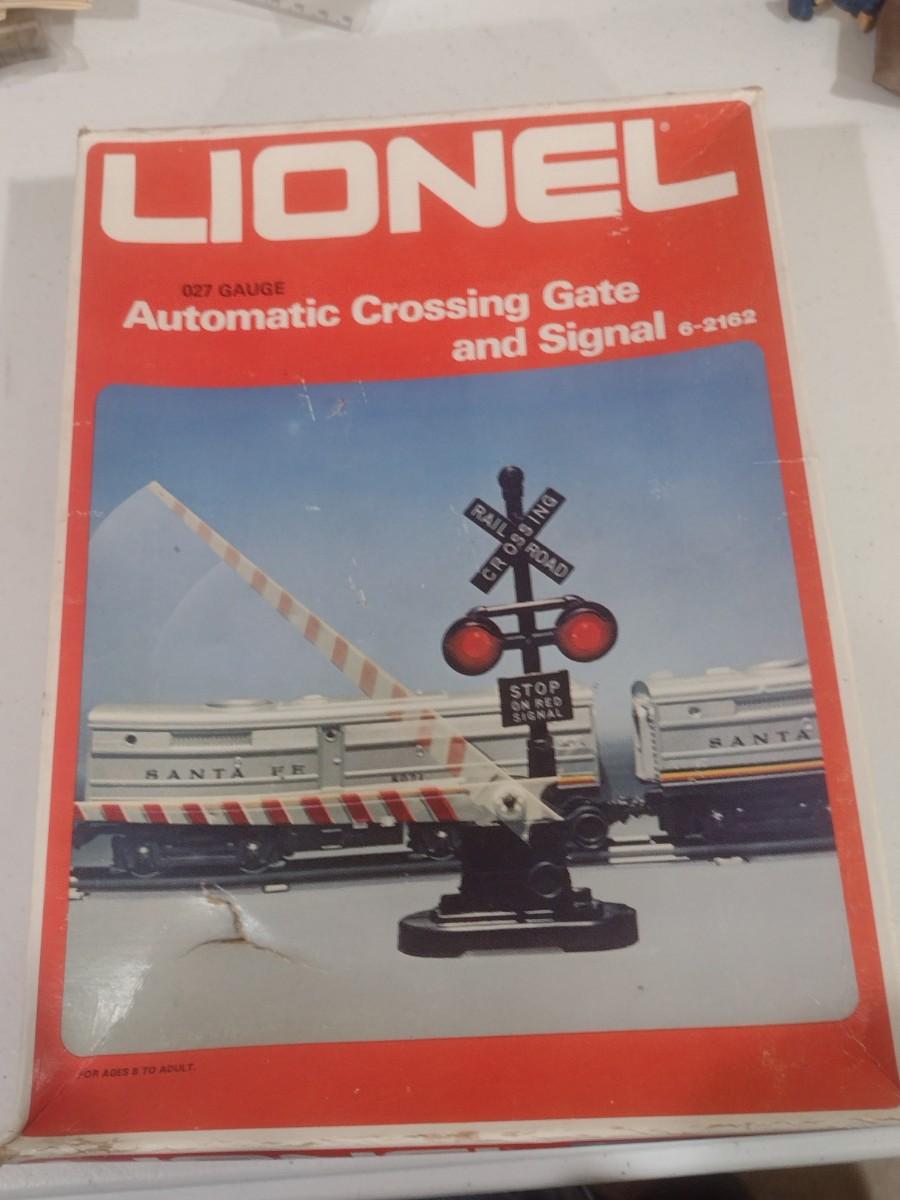 LIONEL®
027 GAUGE
Automatic Crossing Gate
and Signal 6-2162
RAIL ROAD
CROSSING
STOP
ON RED
SIGNAL
SANTA FE
SANTA
FOR AGES 8 TO ADULT.